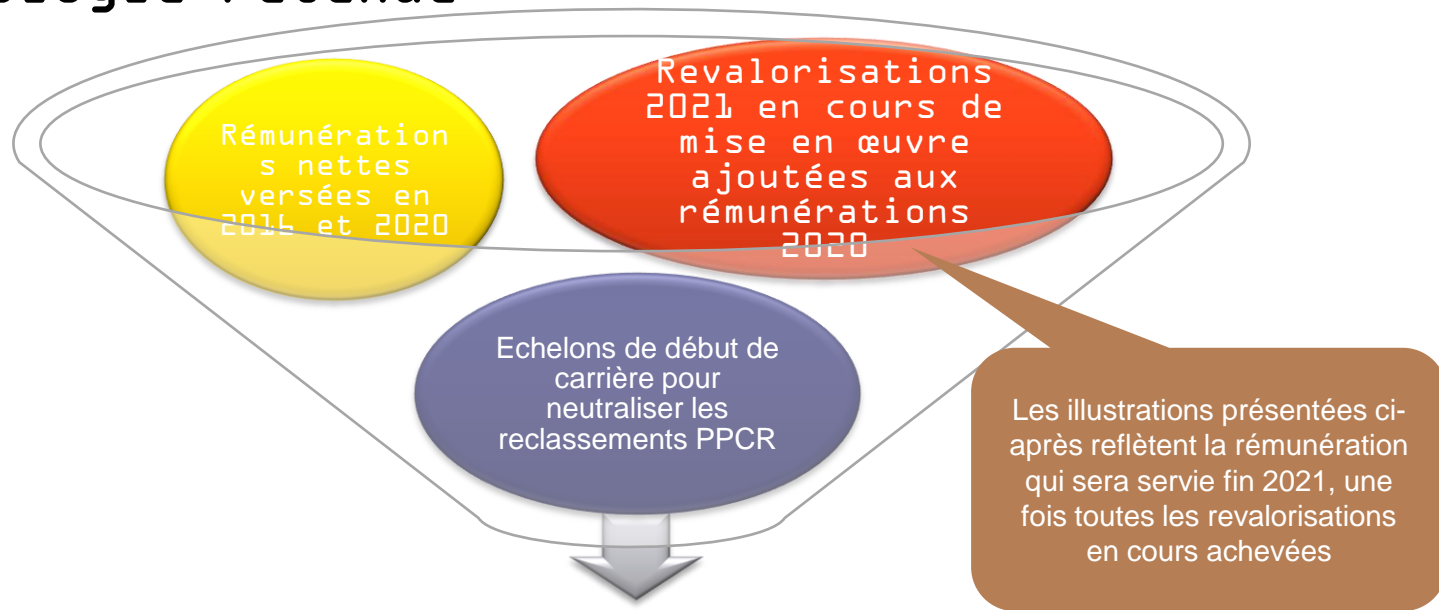 Rémunération
s nettes
versées en
2016 et 2020
Revalorisations
2021 en cours de
mise en œuvre
ajoutées aux
rémunérations
2020
Echelons de début de
carrière pour
neutraliser les
reclassements PPCR
Les illustrations présentées ci-
après reflètent la rémunération
qui sera servie fin 2021, une
fois toutes les revalorisations
en cours achevées